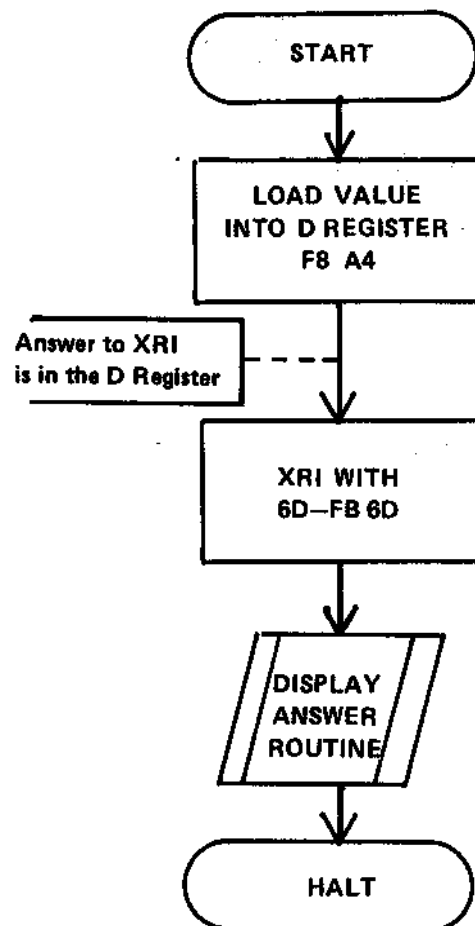 START
LOAD VALUE
INTO D REGISTER
F8 A4
Answer to XRI
is in the D Register
XRI WITH
6D—FB 6D
DISPLAY
ANSWER
ROUTINE
HALT